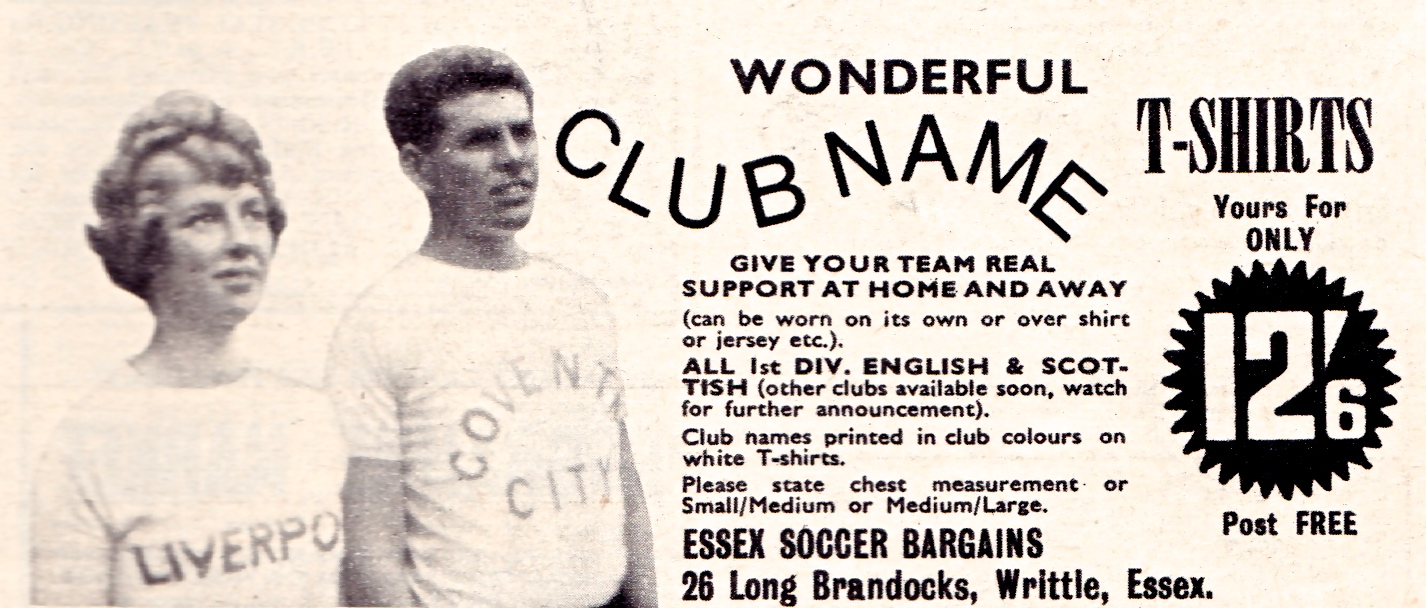 WONDERFUL
CLUB NAME
T-SHIRTS
Yours For
ONLY
12/6
Post FREE
GIVE YOUR TEAM REAL
SUPPORT AT HOME AND AWAY
(can be worn on its own or over shirt
or jersey etc.).
ALL 1st DIV. ENGLISH & SCOT-
TISH (other clubs available soon, watch
for further announcement).
Club names printed in club colours on
white T-shirts.
Please state chest measurement or
Small/Medium or Medium/Large.
ESSEX SOCCER BARGAINS
26 Long Brandocks, Writtle, Essex.
COVENT
CITY
LIVERPO